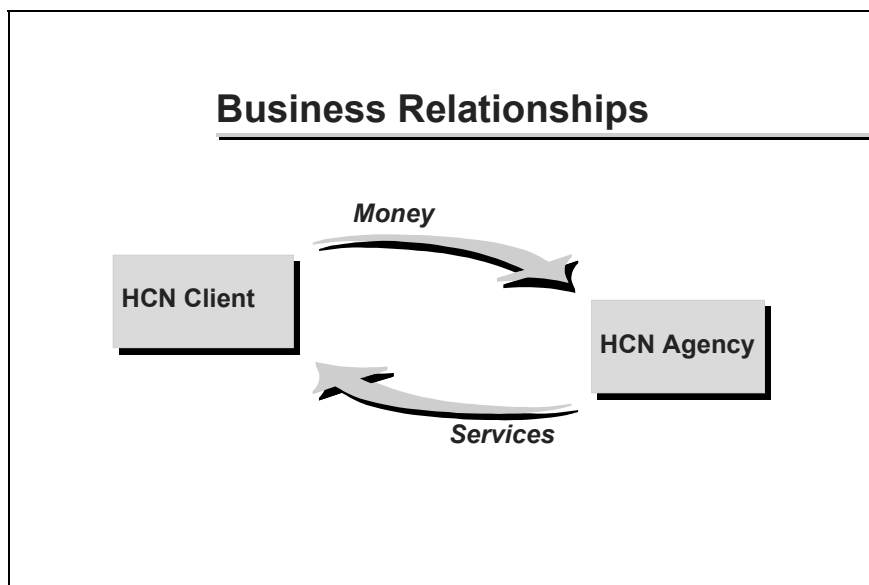 Business Relationships
Money
HCN Client
HCN Agency
Services